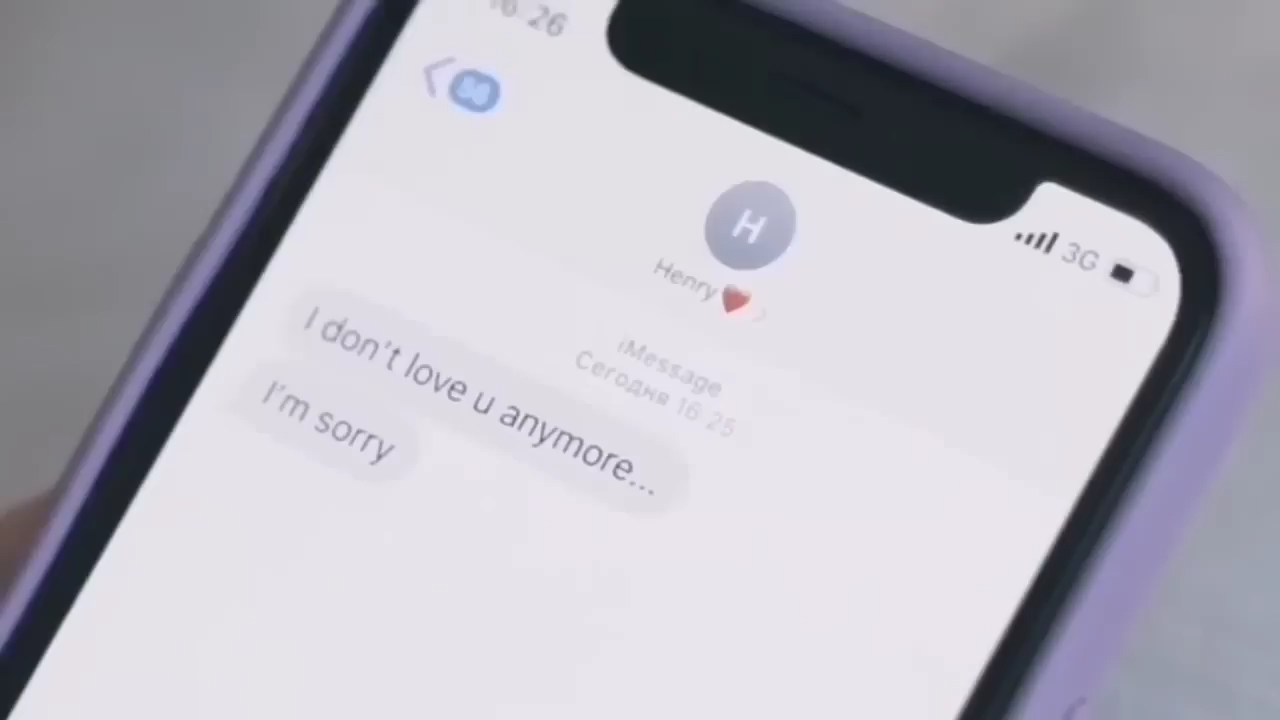 16:26
3G
H
Henry ❤️
iMessage
Сегодня 16:25
I don't love u anymore...
I'm sorry